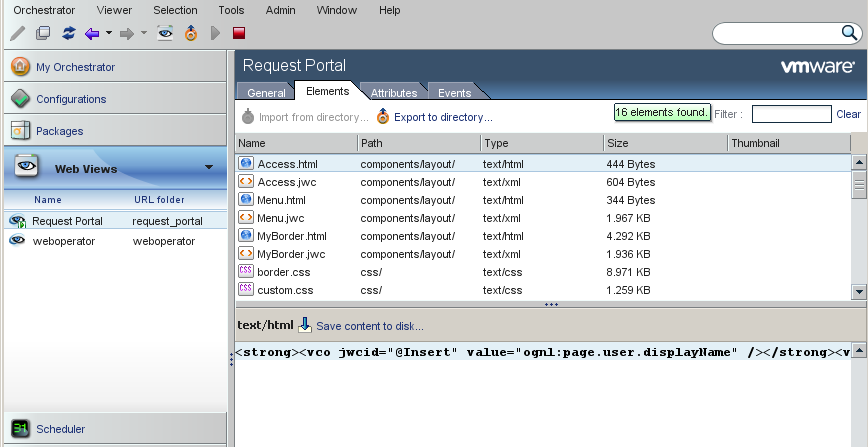 Orchestrator Viewer Selection Tools Admin Window Help
My Orchestrator
Configurations
Packages
Web Views
Name URL folder
Request Portal request_portal
weboperator weboperator
31 Scheduler
Request Portal vmware
General Elements Attributes Events
Import from directory... Export to directory... 16 elements found. Filter : Clear
Name Path Type Size Thumbnail
Access.html components/layout/ text/html 444 Bytes
<> Access.jwc components/layout/ text/xml 604 Bytes
Menu.html components/layout/ text/html 344 Bytes
<> Menu.jwc components/layout/ text/xml 1.967 KB
MyBorder.html components/layout/ text/html 4.292 KB
<> MyBorder.jwc components/layout/ text/xml 1.936 KB
CSS border.css css/ text/css 8.971 KB
CSS custom.css css/ text/css 1.259 KB
text/html Save content to disk...
<strong><vco jwcid="@Insert" value="ognl:page.user.displayName" /></strong><v